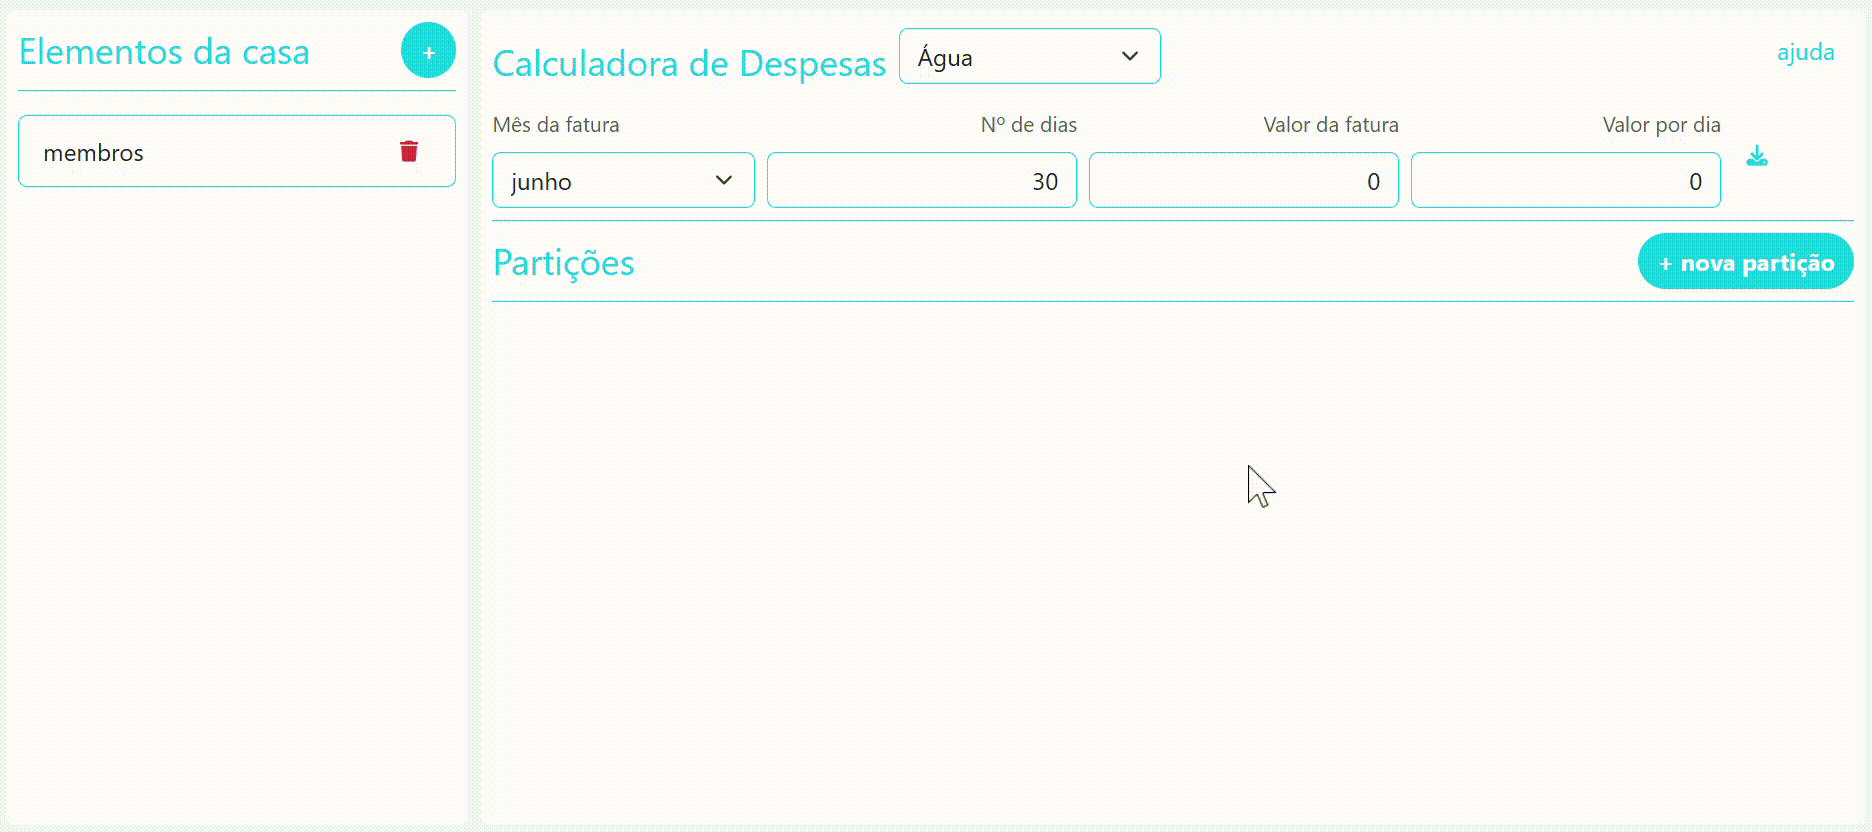 Elementos da casa
+
membros
Calculadora de Despesas
Água
ajuda
Mês da fatura
Nº de dias
Valor da fatura
Valor por dia
junho
30
0
0
Partições
+ nova partição